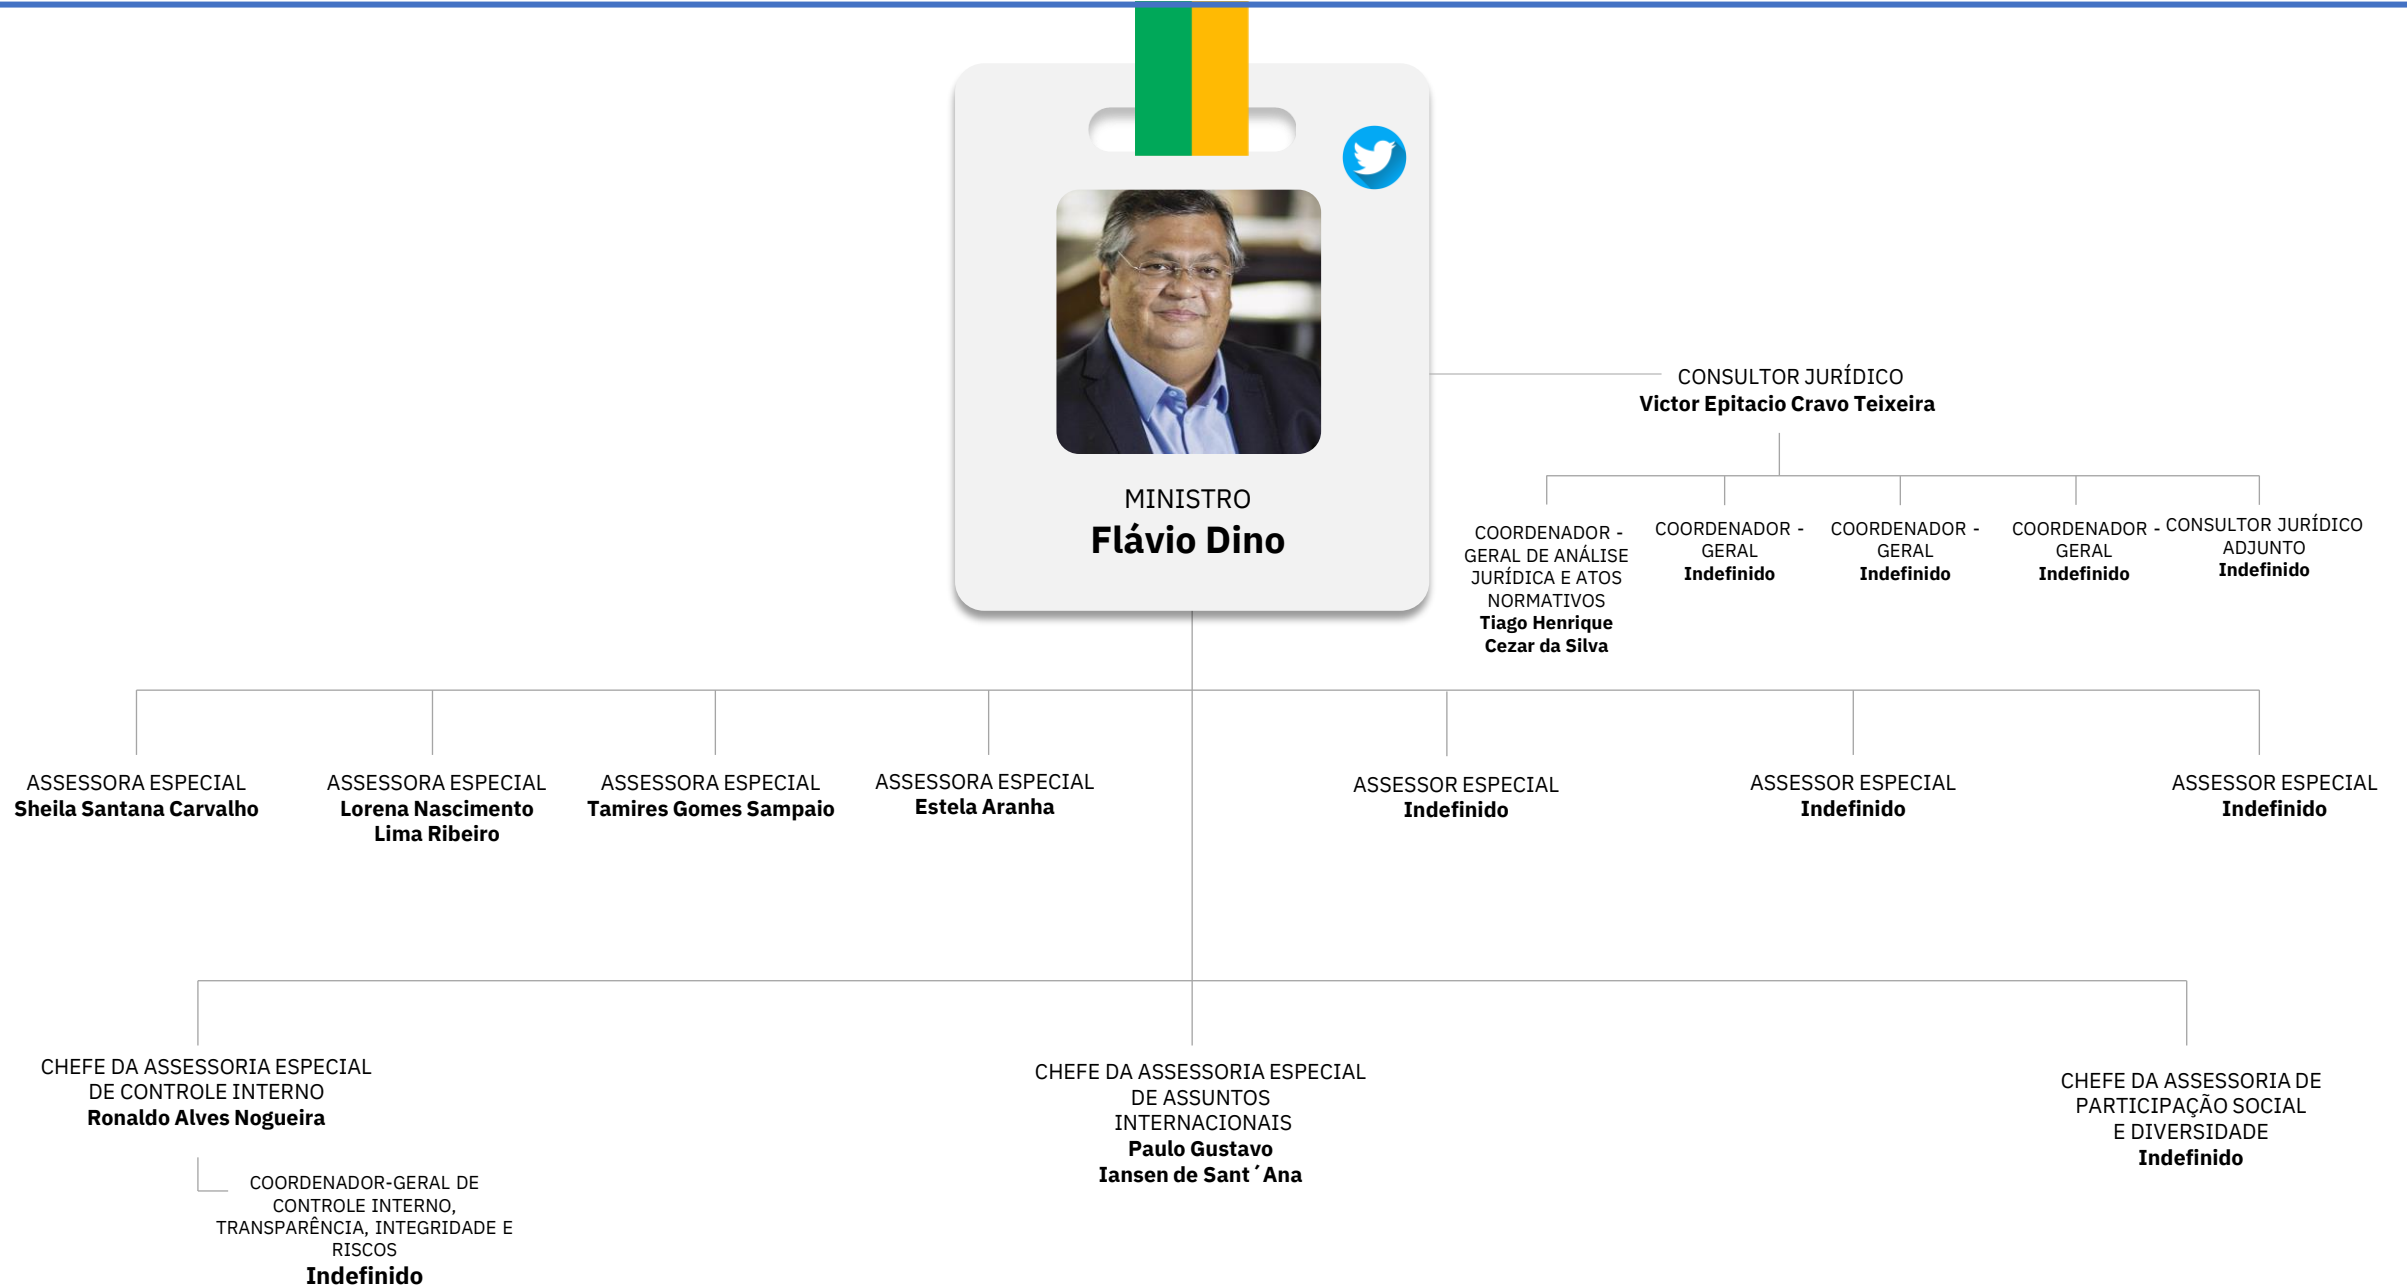 MINISTRO
Flávio Dino
CONSULTOR JURÍDICO
Victor Epitacio Cravo Teixeira
COORDENADOR -
GERAL DE ANÁLISE
JURÍDICA E ATOS
NORMATIVOS
Tiago Henrique
Cezar da Silva
COORDENADOR -
GERAL
Indefinido
COORDENADOR -
GERAL
Indefinido
COORDENADOR -
GERAL
Indefinido
CONSULTOR JURÍDICO
ADJUNTO
Indefinido
ASSESSORA ESPECIAL
Sheila Santana Carvalho
ASSESSORA ESPECIAL
Lorena Nascimento
Lima Ribeiro
ASSESSORA ESPECIAL
Tamires Gomes Sampaio
ASSESSORA ESPECIAL
Estela Aranha
ASSESSOR ESPECIAL
Indefinido
ASSESSOR ESPECIAL
Indefinido
ASSESSOR ESPECIAL
Indefinido
CHEFE DA ASSESSORIA ESPECIAL
DE CONTROLE INTERNO
Ronaldo Alves Nogueira
COORDENADOR-GERAL DE
CONTROLE INTERNO,
TRANSPARÊNCIA, INTEGRIDADE E
RISCOS
Indefinido
CHEFE DA ASSESSORIA ESPECIAL
DE ASSUNTOS
INTERNACIONAIS
Paulo Gustavo
Iansen de Sant´Ana
CHEFE DA ASSESSORIA DE
PARTICIPAÇÃO SOCIAL
E DIVERSIDADE
Indefinido